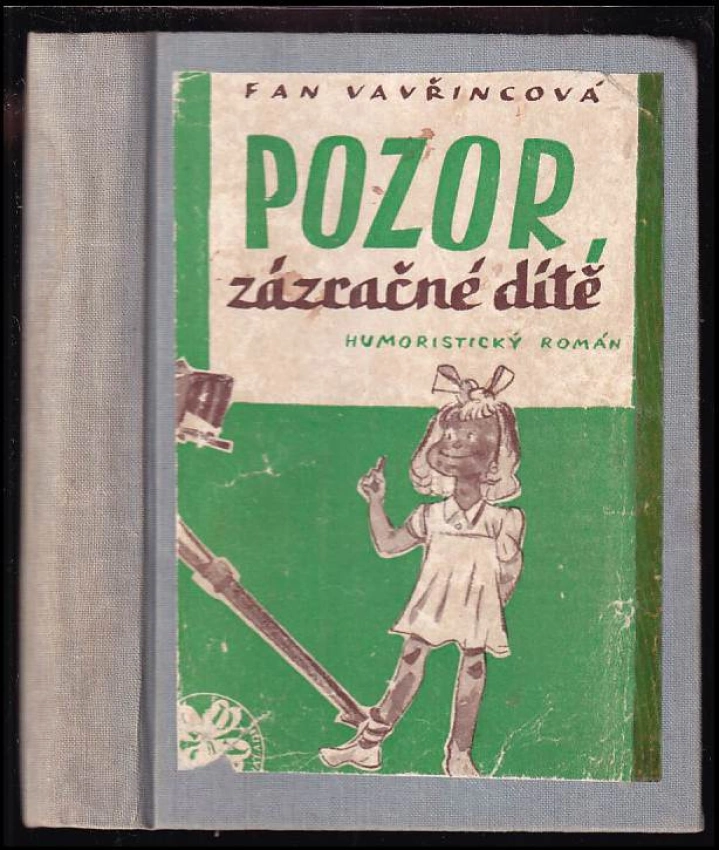 FAN VAVŘINCOVÁ
POZOR,
zázračné dítě
HUMORISTICKÝ ROMÁN